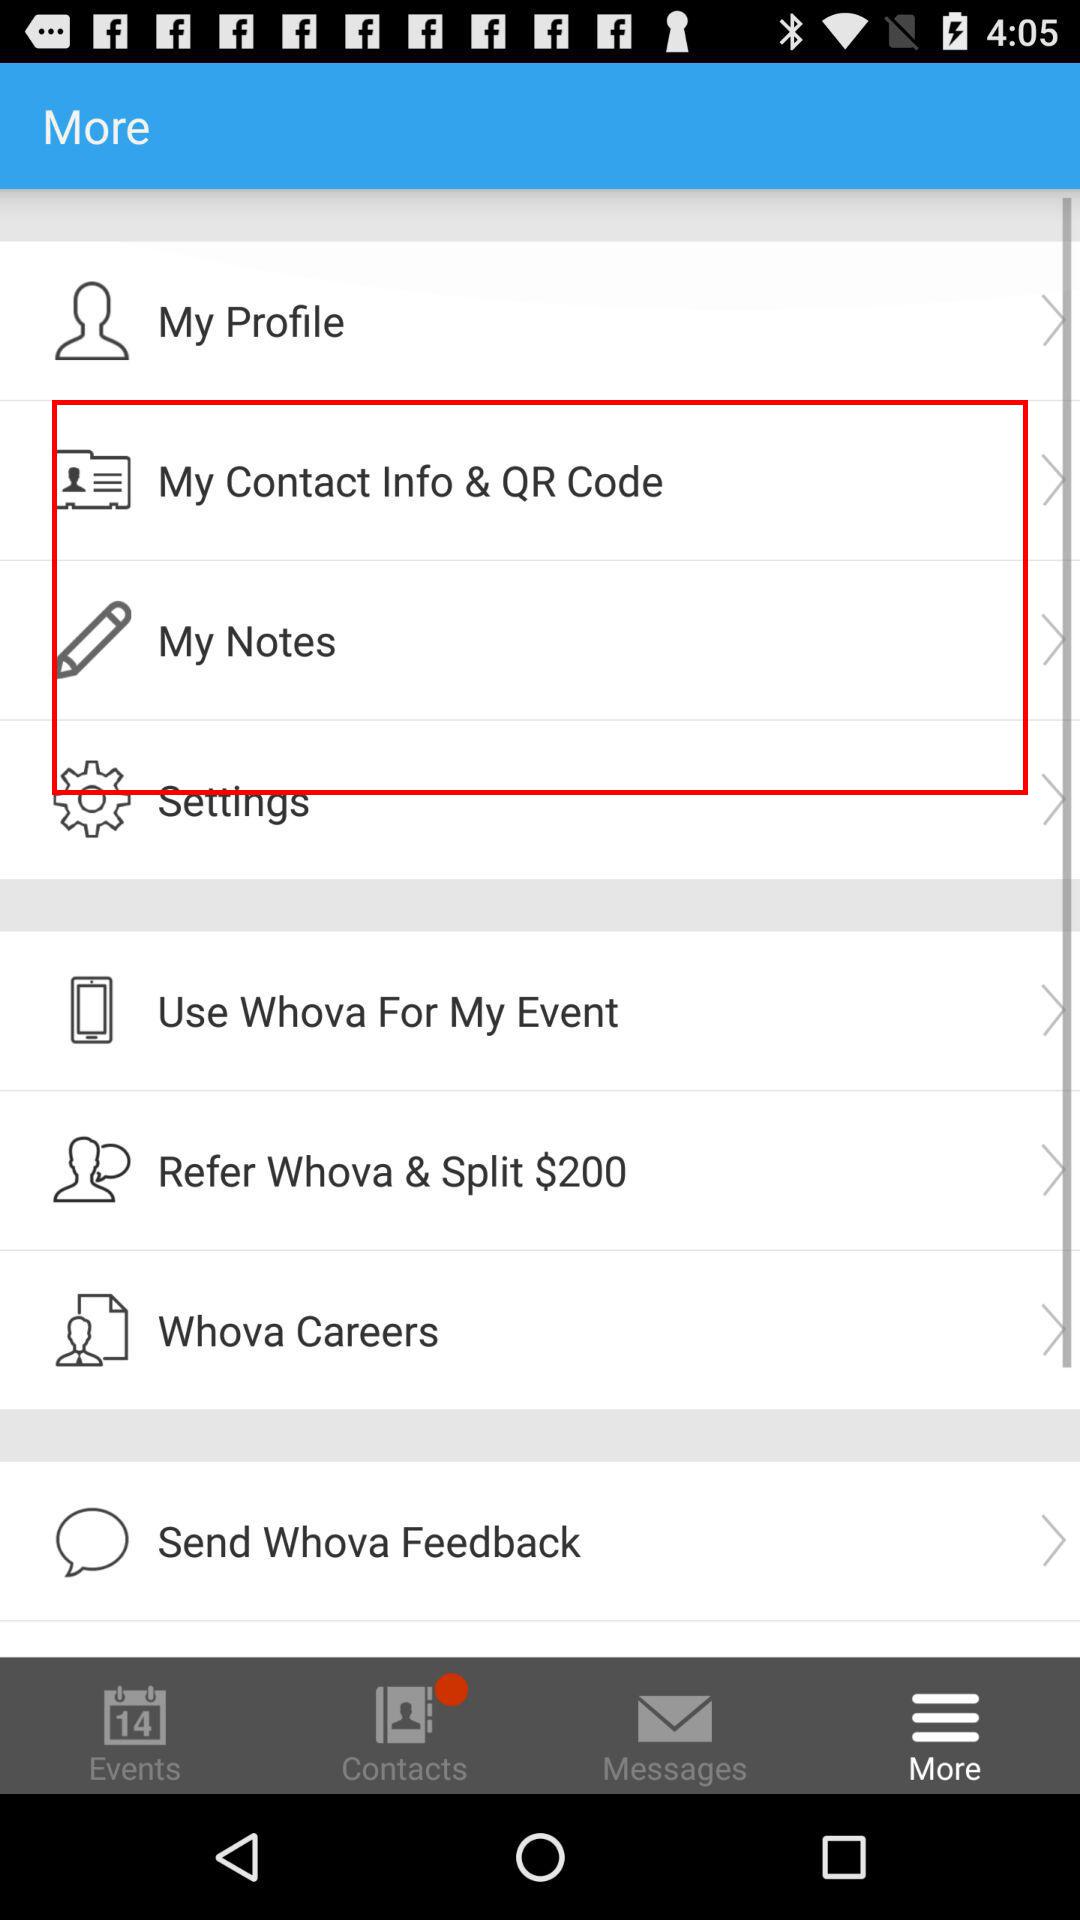 4:05
More
My Profile
My Contact Info & QR Code
My Notes
Settings
Use Whova For My Event
Refer Whova & Split $200
Whova Careers
Send Whova Feedback
14
Events
Contacts
Messages
More